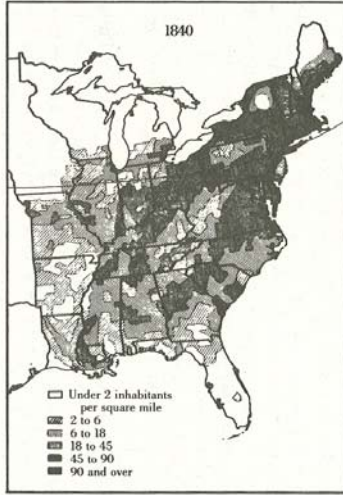 1840
Under 2 inhabitants
per square mile
2 to 6
6 to 18
18 to 45
45 to 90
90 and over